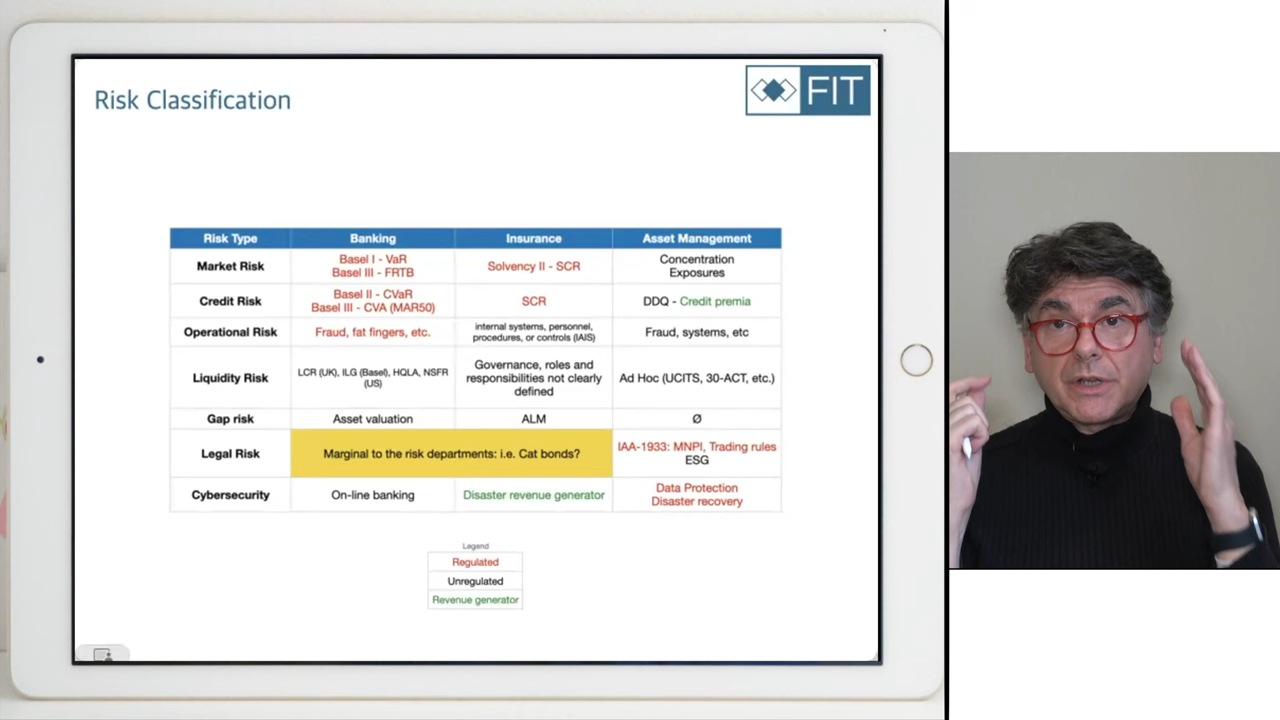 Risk Classification
FIT
Risk Type Banking Insurance Asset Management
Market Risk
Basel I - VaR
Basel III - FRTB
Solvency II - SCR
Concentration
Exposures
Credit Risk
Basel II - CVaR
Basel III - CVA (MAR50)
SCR
DDQ - Credit premia
Operational Risk
Fraud, fat fingers, etc.
internal systems, personnel,
procedures, or controls (IAIS)
Fraud, systems, etc
Liquidity Risk
LCR (UK), ILG (Basel), HQLA, NSFR
(US)
Governance, roles and
responsibilities not clearly
defined
Ad Hoc (UCITS, 30-ACT, etc.)
Gap risk
Asset valuation
ALM
Ø
Legal Risk
Marginal to the risk departments: i.e. Cat bonds?
IAA-1933: MNPI, Trading rules
ESG
Cybersecurity
On-line banking
Disaster revenue generator
Data Protection
Disaster recovery
Legend
Regulated
Unregulated
Revenue generator